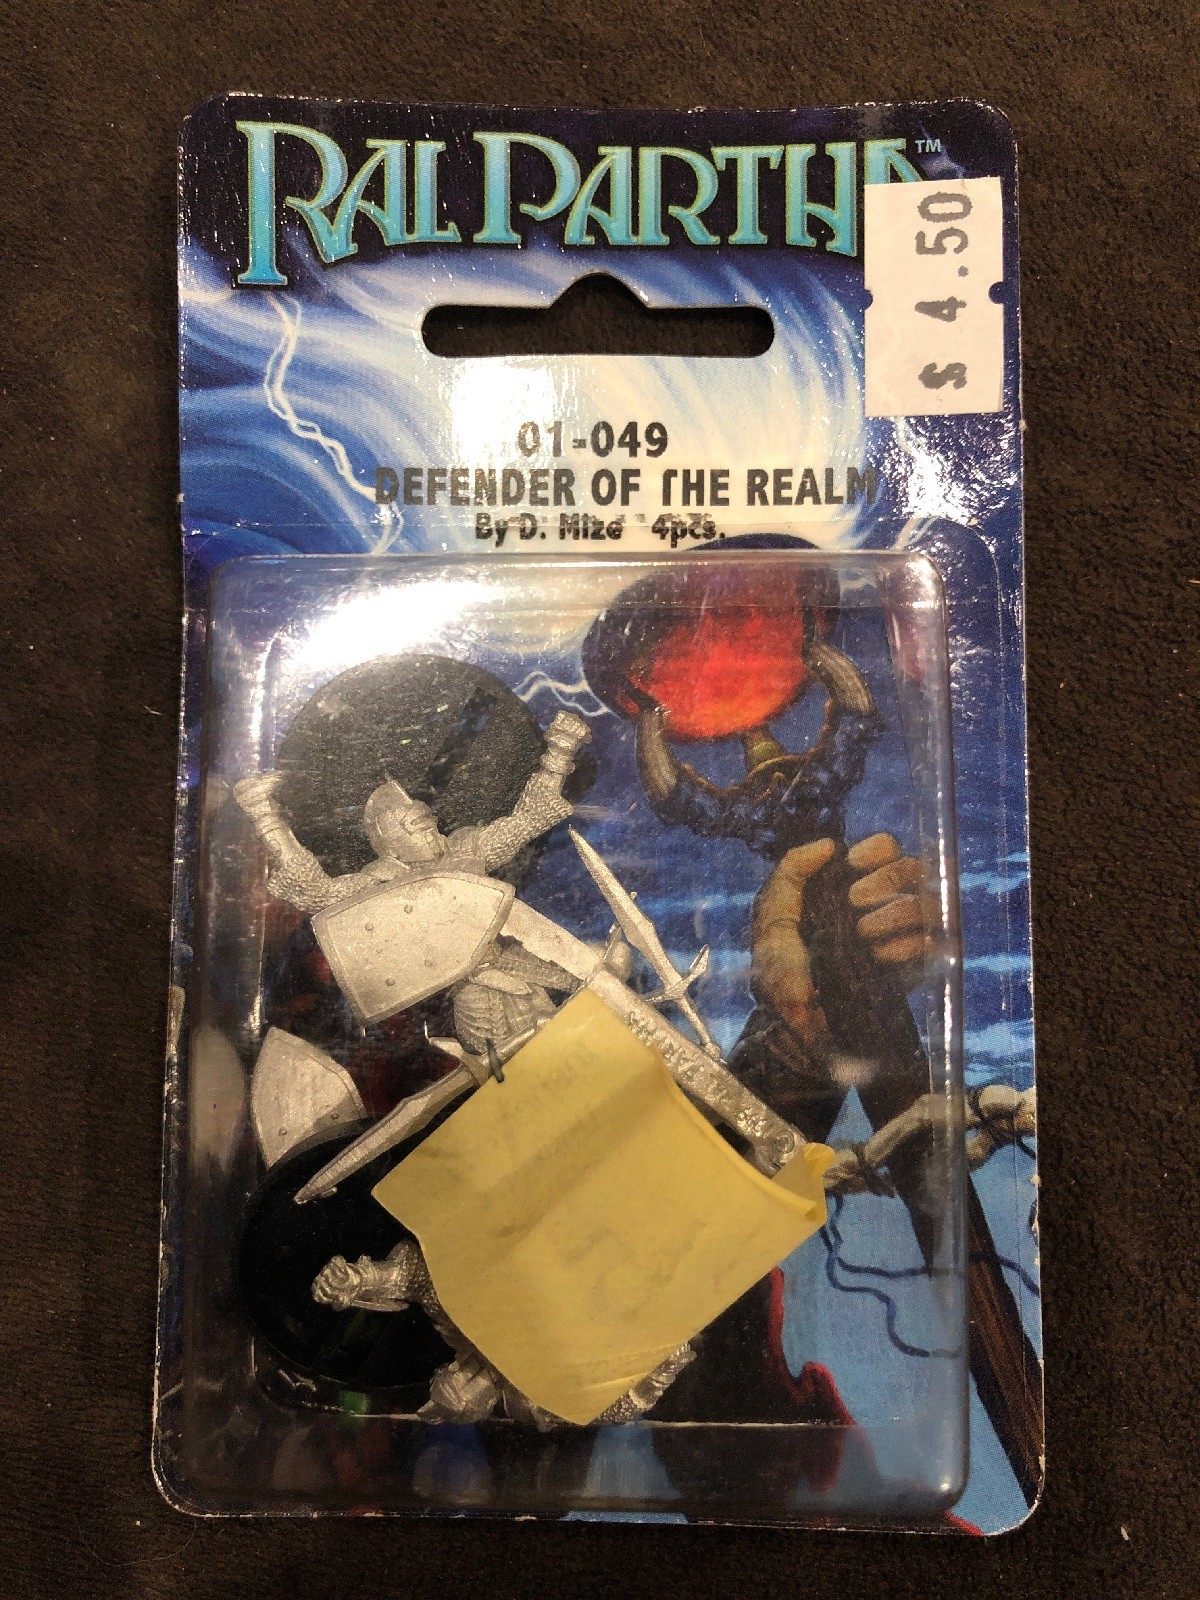 RAL PARTHA™
$ 4.50
01-049
DEFENDER OF THE REALM
By D. Mize 4pcs.